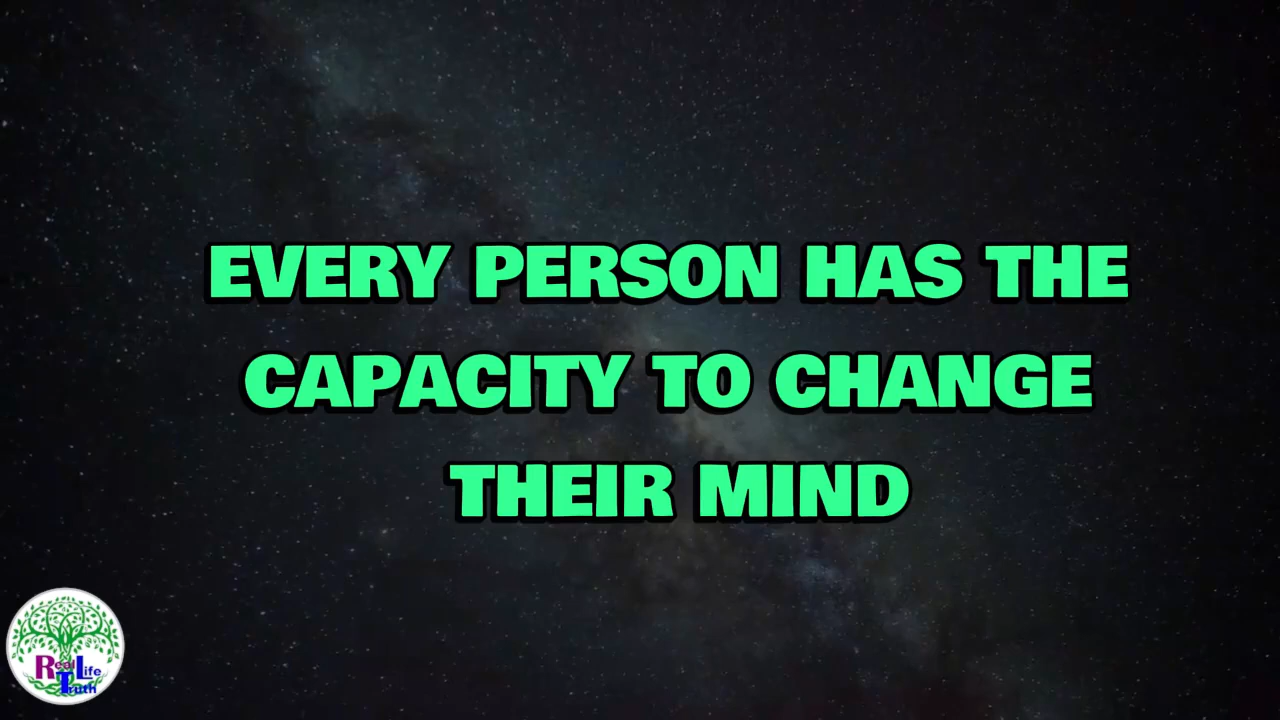 EVERY PERSON HAS THE
CAPACITY TO CHANGE
THEIR MIND
Real Life
Truth